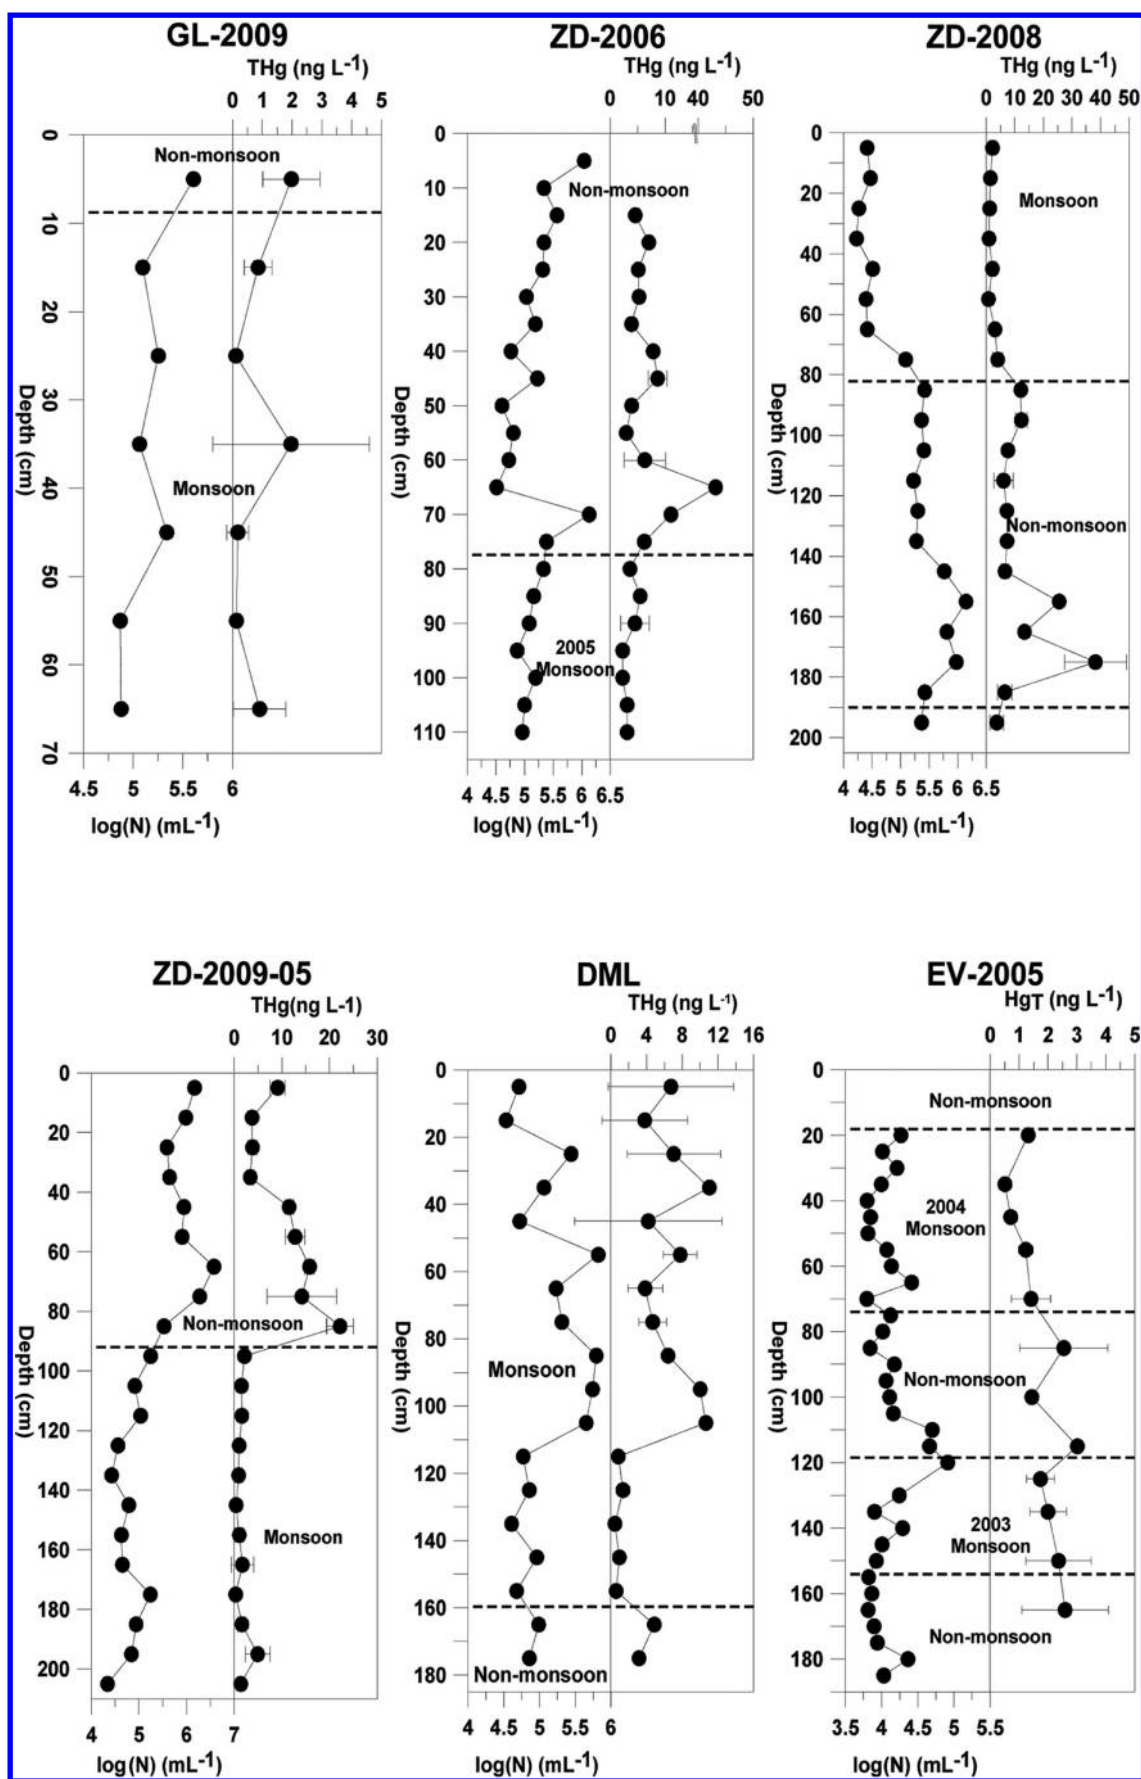 GL-2009
THg (ng L-1)
0 1 2 3 4 5
0
10
20
30
40
50
60
70
Depth (cm)
Non-monsoon
Monsoon
4.5 5 5.5 6
log(N) (mL-1)
ZD-2006
THg (ng L-1)
0 10 40 50
0
10
20
30
40
50
60
70
80
90
100
110
Depth (cm)
Non-monsoon
2005
Monsoon
4 4.5 5 5.5 6 6.5
log(N) (mL-1)
ZD-2008
THg (ng L-1)
0 10 20 30 40 50
0
20
40
60
80
100
120
140
160
180
200
Depth (cm)
Monsoon
Non-monsoon
4 4.5 5 5.5 6 6.5
log(N) (mL-1)
ZD-2009-05
THg(ng L-1)
0 10 20 30
0
20
40
60
80
100
120
140
160
180
200
Depth (cm)
Non-monsoon
Monsoon
4 5 6 7
log(N) (mL-1)
DML
THg (ng L-1)
0 4 8 12 16
0
20
40
60
80
100
120
140
160
180
Depth (cm)
Monsoon
Non-monsoon
4 4.5 5 5.5 6
log(N) (mL-1)
EV-2005
HgT (ng L-1)
0 1 2 3 4 5
0
20
40
60
80
100
120
140
160
180
Depth (cm)
Non-monsoon
2004
Monsoon
Non-monsoon
2003
Monsoon
Non-monsoon
3.5 4 4.5 5 5.5
log(N) (mL-1)